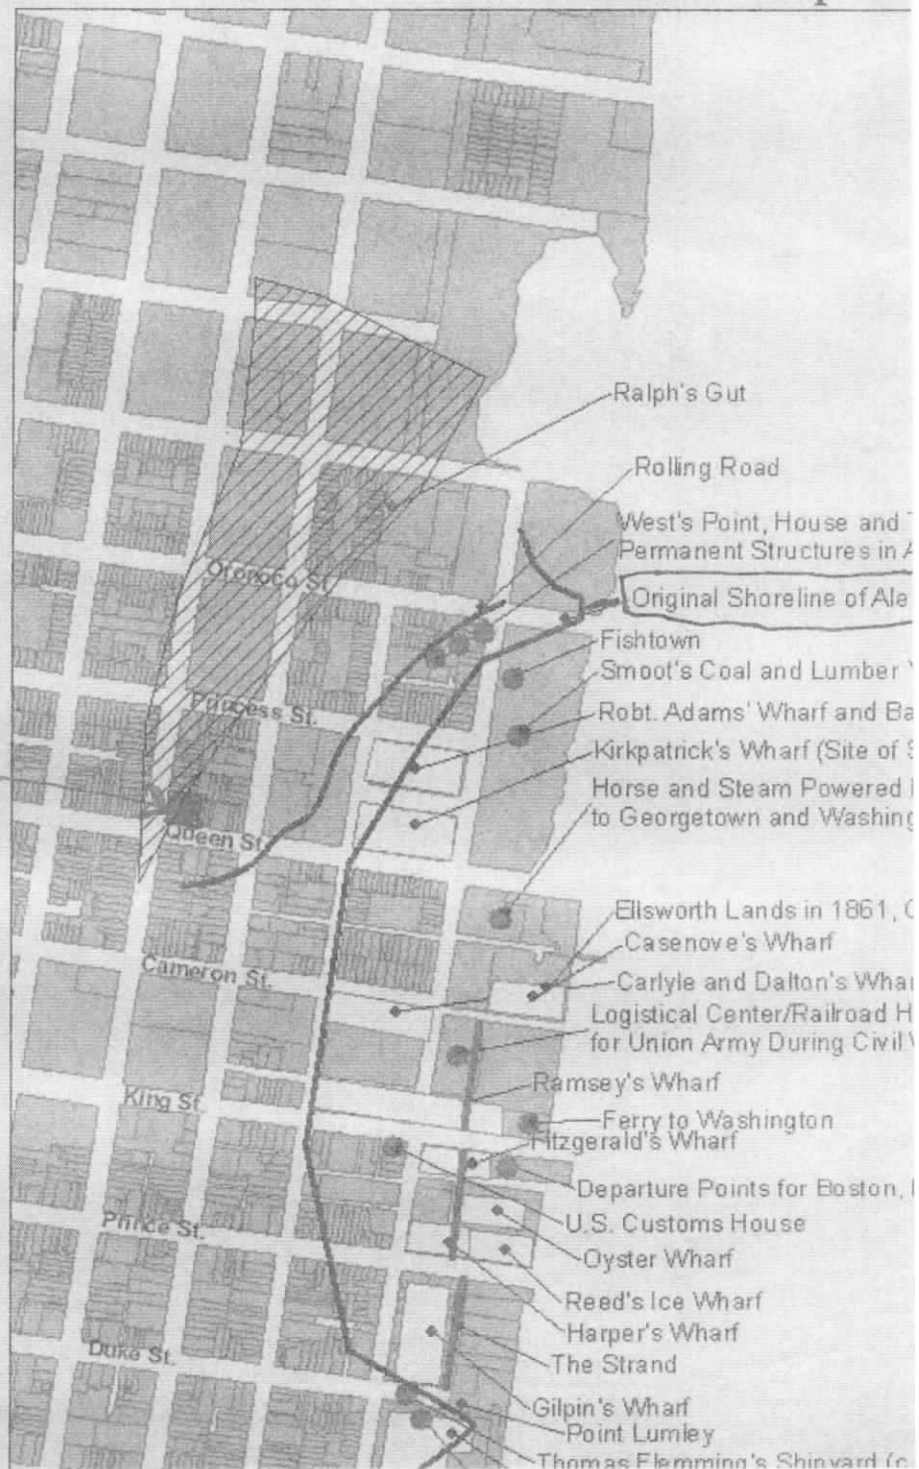 Ralph's Gut
Rolling Road
West's Point, House and
Permanent Structures in A
Original Shoreline of Ale
Oronoco St.
Fishtown
Smoot's Coal and Lumber
Princess St.
Robt. Adams' Wharf and Ba
Kirkpatrick's Wharf (Site of S
Horse and Steam Powered
to Georgetown and Washing
Queen St.
Ellsworth Lands in 1861, C
Casenove's Wharf
Cameron St.
Carlyle and Dalton's Whar
Logistical Center/Railroad H
for Union Army During Civil
Ramsey's Wharf
King St.
Ferry to Washington
Fitzgerald's Wharf
Departure Points for Boston,
Prince St.
U.S. Customs House
Oyster Wharf
Reed's Ice Wharf
Harper's Wharf
Duke St.
The Strand
Gilpin's Wharf
Point Lumley
Thomas Flemming's Shipyard (c